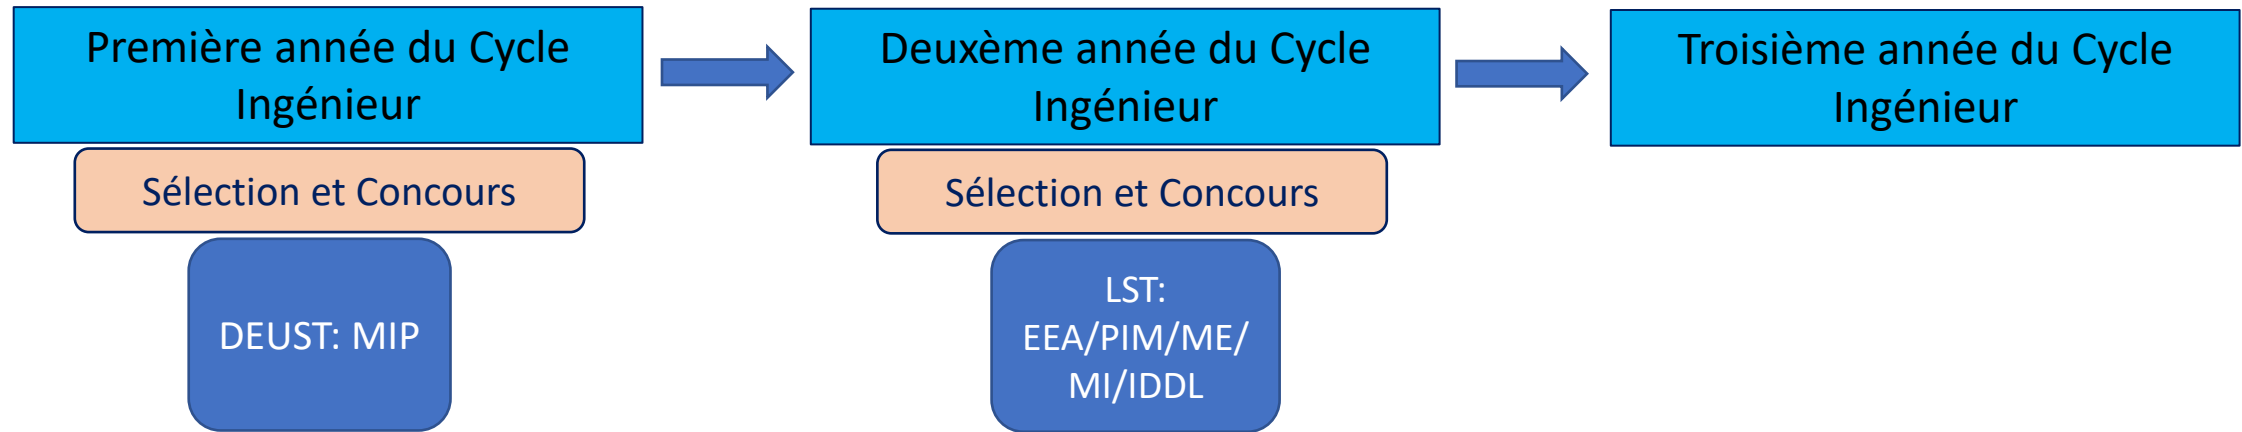 Première année du Cycle
Ingénieur
Deuxème année du Cycle
Ingénieur
Troisième année du Cycle
Ingénieur
Sélection et Concours
Sélection et Concours
DEUST: MIP
LST:
EEA/PIM/ME/
MI/IDDL